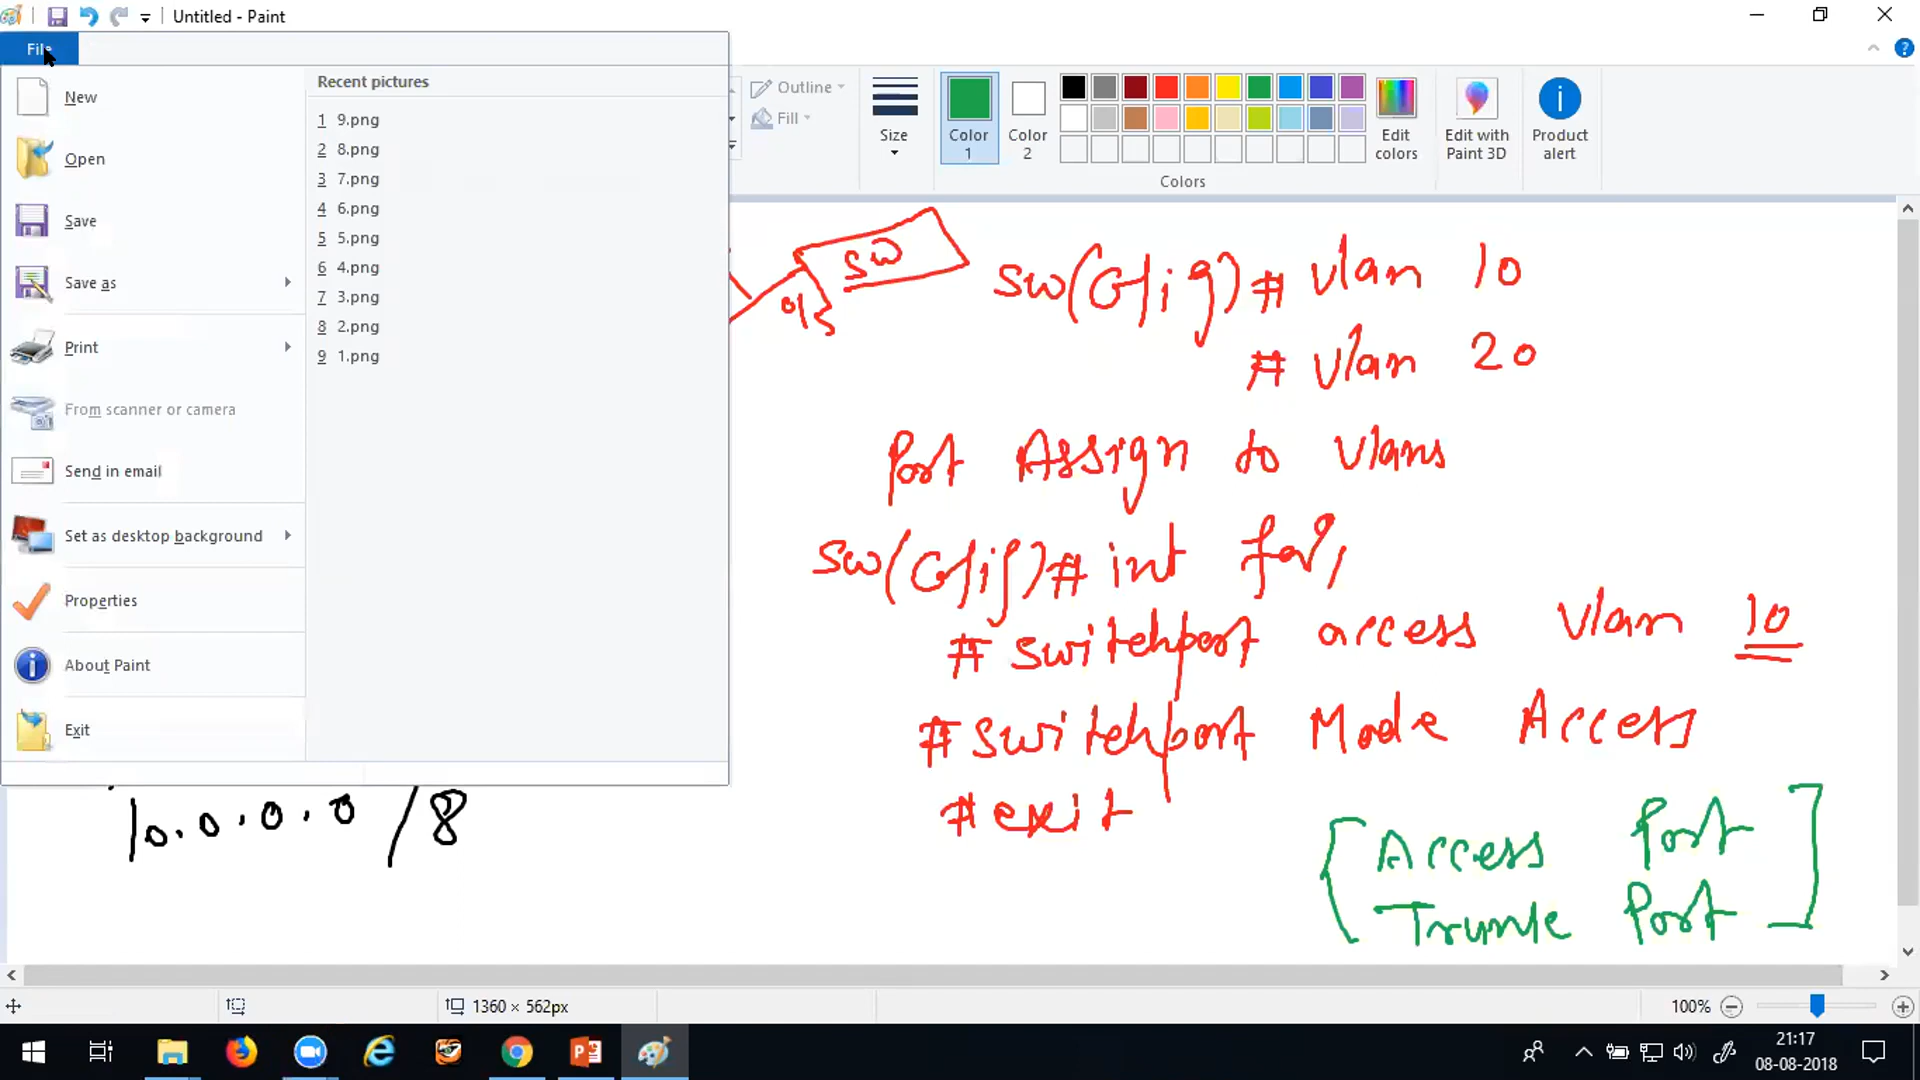 Untitled - Paint
File
New
Open
Save
Save as
Print
From scanner or camera
Send in email
Set as desktop background
Properties
About Paint
Exit
Recent pictures
1 9.png
2 8.png
3 7.png
4 6.png
5 5.png
6 4.png
7 3.png
8 2.png
9 1.png
Outline
Fill
Size
Color 1
Color 2
Edit colors
Edit with Paint 3D
Product alert
Colors
SW
SW(Config)# vlan 10
# vlan 20
Port Assign to Vlans
SW(Config)# int fa0/1
# switchport access vlan 10
# switchport Mode Access
# exit
Access Port
Trunk Port
10.0.0.0/8
1360 × 562px
100%
21:17
08-08-2018